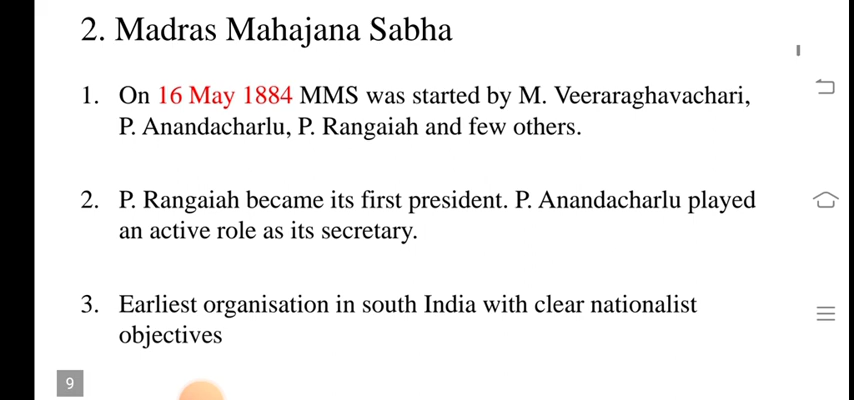 2. Madras Mahajana Sabha
1. On 16 May 1884 MMS was started by M. Veeraraghavachari,
P. Anandacharlu, P. Rangaiah and few others.
2. P. Rangaiah became its first president. P. Anandacharlu played
an active role as its secretary.
3. Earliest organisation in south India with clear nationalist
objectives
9